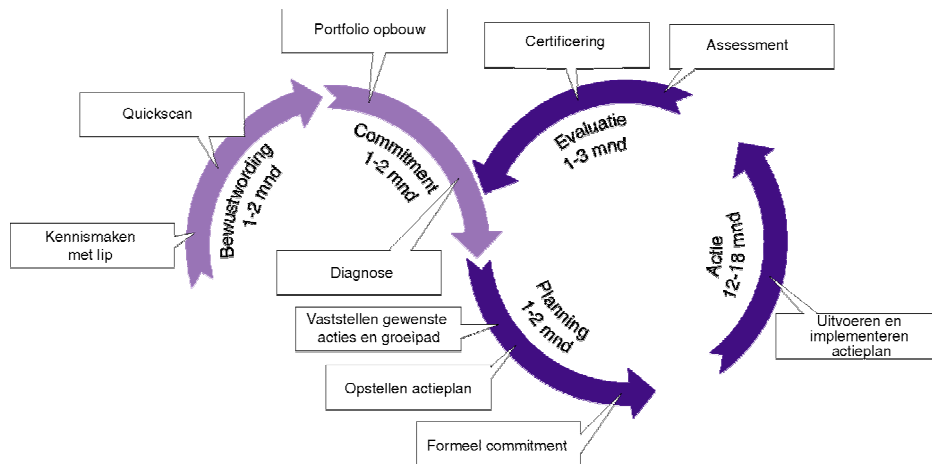 Portfolio opbouw
Certificering
Assessment
Quickscan
Evaluatie
1-3 mnd
Commitment
1-2 mnd
Bewustwording
1-2 mnd
Kennismaken
met lip
Diagnose
Actie
12-18 mnd
Planning
1-2 mnd
Vaststellen gewenste
acties en groeipad
Uitvoeren en
implementeren
actieplan
Opstellen actieplan
Formeel commitment